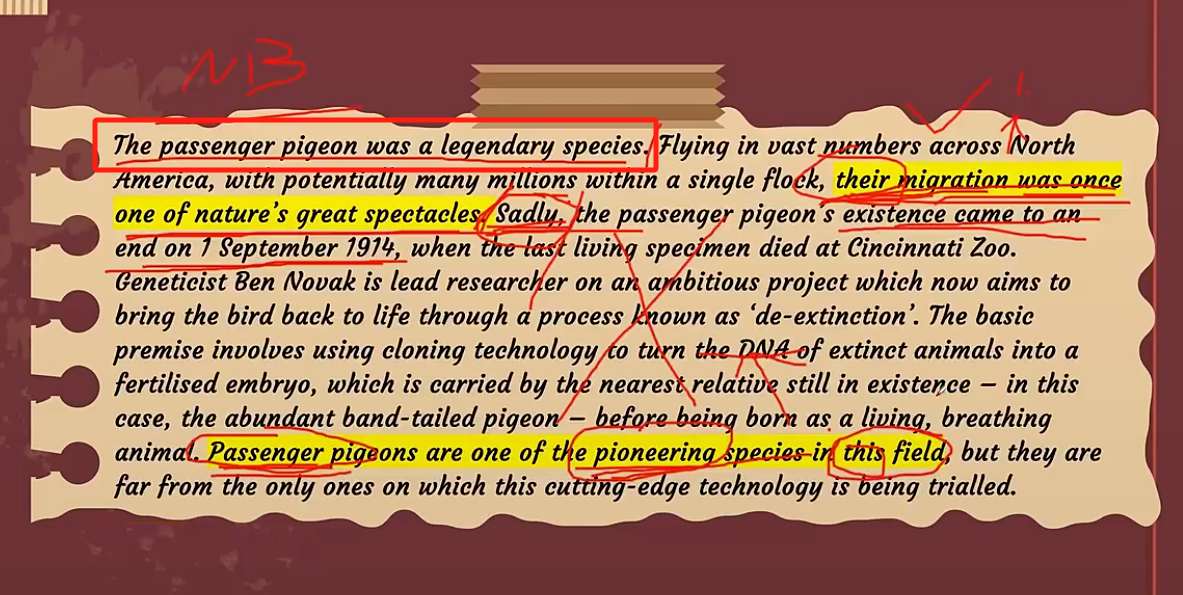 NB
1.
The passenger pigeon was a legendary species. Flying in vast numbers across North
America, with potentially many millions within a single flock, their migration was once
one of nature's great spectacles. Sadly, the passenger pigeon's existence came to an
end on 1 September 1914, when the last living specimen died at Cincinnati Zoo.
Geneticist Ben Novak is lead researcher on an ambitious project which now aims to
bring the bird back to life through a process known as 'de-extinction'. The basic
premise involves using cloning technology to turn the DNA of extinct animals into a
fertilised embryo, which is carried by the nearest relative still in existence – in this
case, the abundant band-tailed pigeon – before being born as a living, breathing
animal. Passenger pigeons are one of the pioneering species in this field, but they are
far from the only ones on which this cutting-edge technology is being trialled.